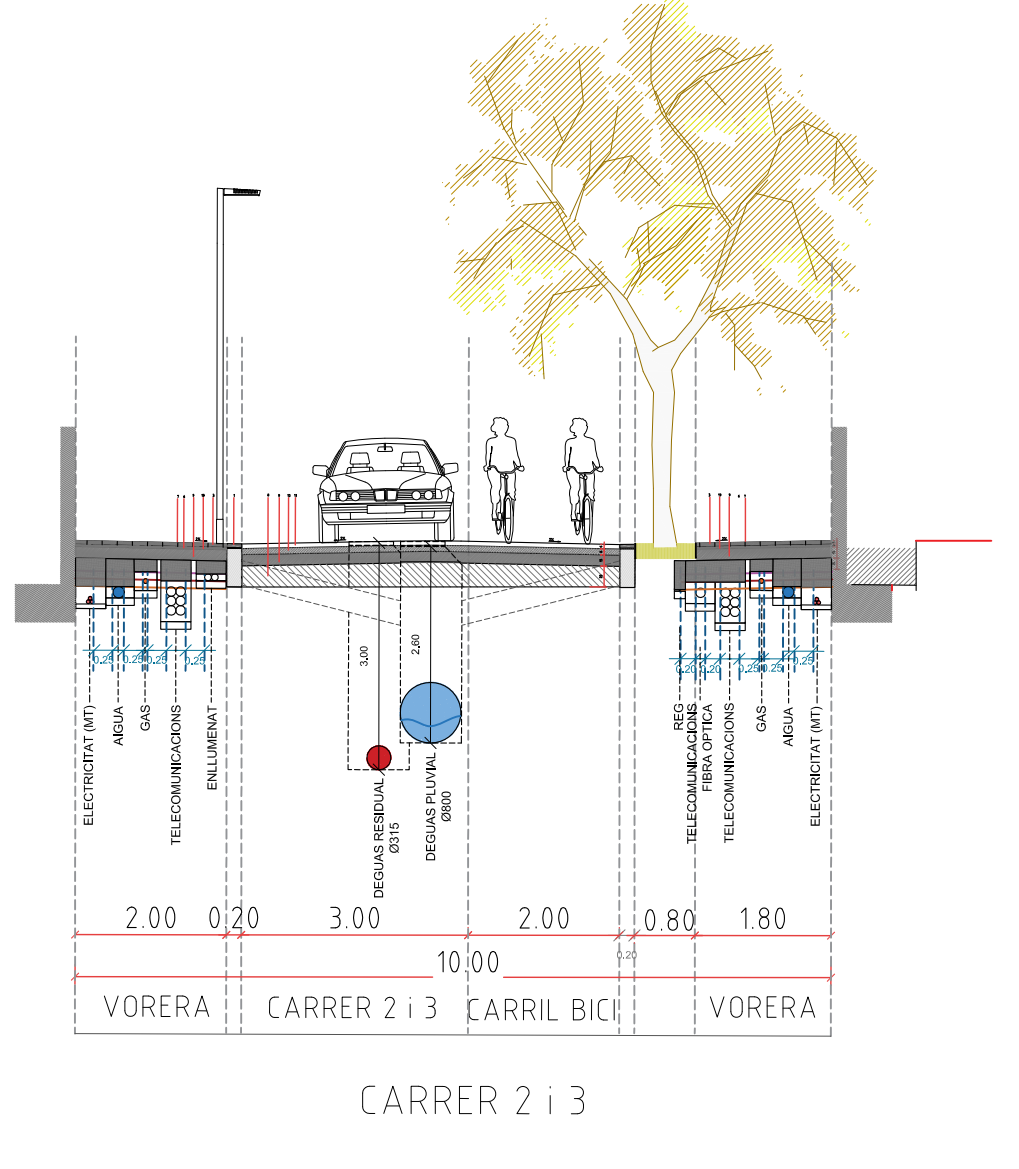 3.00
2.60
0.25
0.25
0.25
0.25
0.20
0.20
0.25
0.25
0.25
ELECTRICITAT (MT)
AIGUA
GAS
TELECOMUNICACIONS
ENLLUMENAT
DEGUAS RESIDUAL
Ø315
DEGUAS PLUVIAL
Ø800
REG
TELECOMUNICACIONS
FIBRA OPTICA
TELECOMUNICACIONS
GAS
AIGUA
ELECTRICITAT (MT)
2.00 0.20 3.00 2.00 0.80 1.80
0.20
10.00
VORERA CARRER 2 i 3 CARRIL BICI VORERA
CARRER 2 i 3